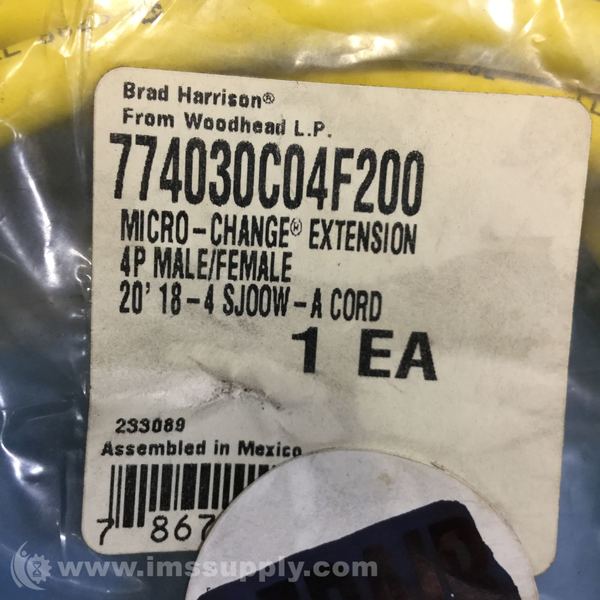 Brad Harrison®
From Woodhead L.P.
774030C04F200
MICRO-CHANGE® EXTENSION
4P MALE/FEMALE
20' 18-4 SJOOW-A CORD
1 EA
233089
Assembled in Mexico
7 867
www.imssupply.com